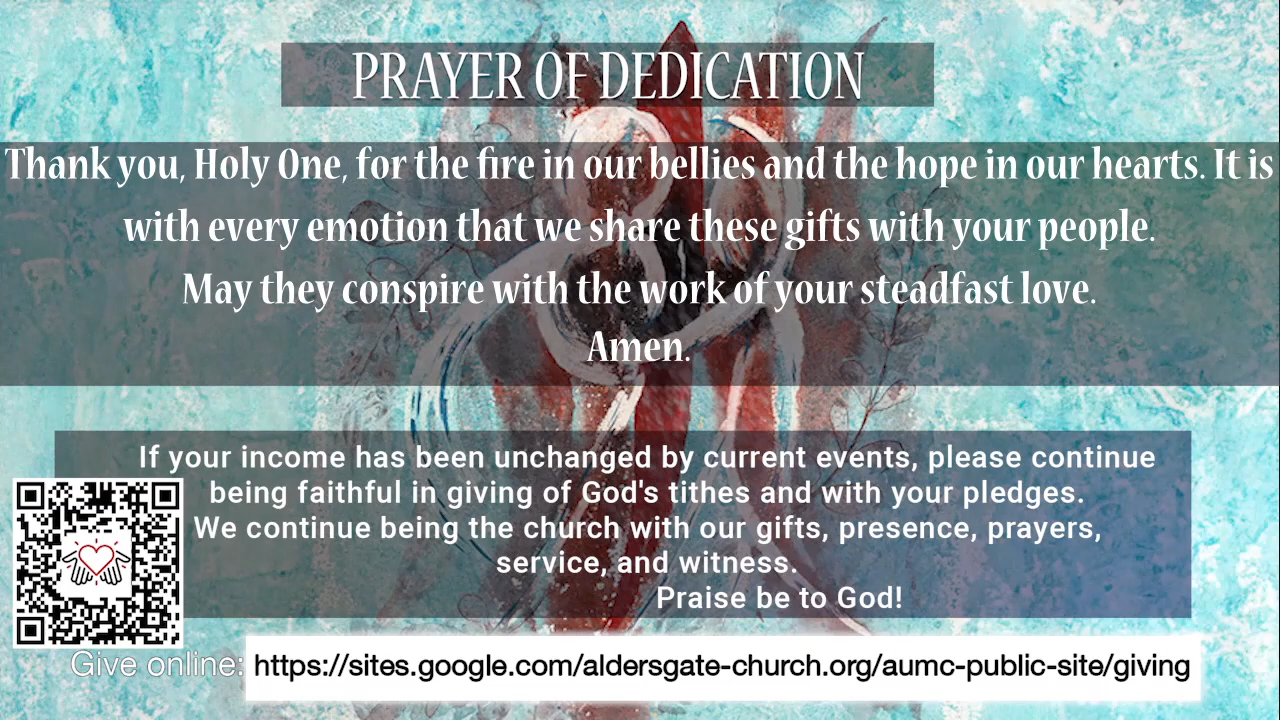 PRAYER OF DEDICATION
Thank you, Holy One, for the fire in our bellies and the hope in our hearts. It is
with every emotion that we share these gifts with your people.
May they conspire with the work of your steadfast love.
Amen.
If your income has been unchanged by current events, please continue
being faithful in giving of God's tithes and with your pledges.
We continue being the church with our gifts, presence, prayers,
service, and witness.
Praise be to God!
Give online: https://sites.google.com/aldersgate-church.org/aumc-public-site/giving